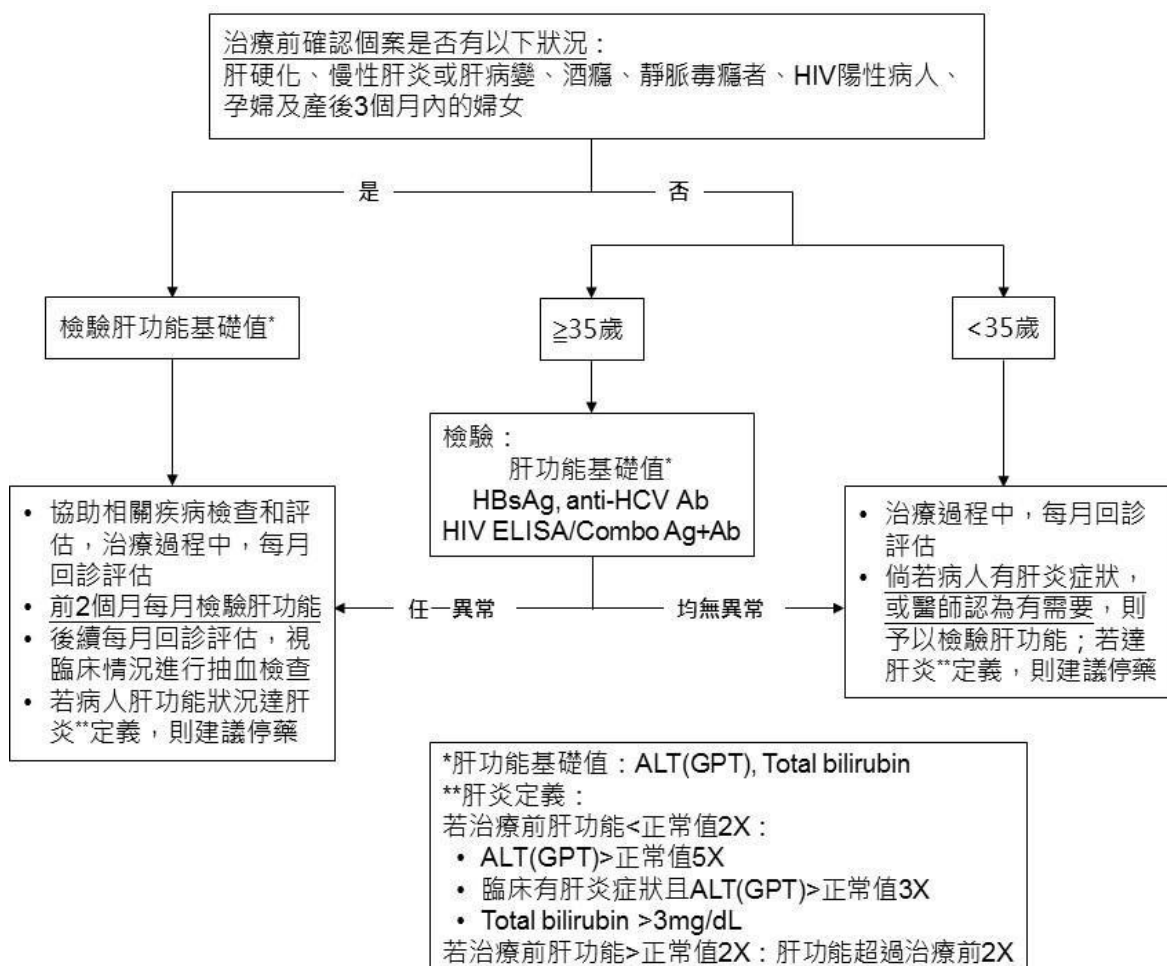 治療前確認個案是否有以下狀況：
肝硬化、慢性肝炎或肝病變、酒癮、靜脈毒癮者、HIV陽性病人、
孕婦及產後3個月內的婦女
是
否
檢驗肝功能基礎值*
≧35歲
<35歲
檢驗：
肝功能基礎值*
HBsAg, anti-HCV Ab
HIV ELISA/Combo Ag+Ab
• 協助相關疾病檢查和評
估，治療過程中，每月
回診評估
• 前2個月每月檢驗肝功能
• 後續每月回診評估，視
臨床情況進行抽血檢查
• 若病人肝功能狀況達肝
炎**定義，則建議停藥
任一異常
均無異常
• 治療過程中，每月回診
評估
• 倘若病人有肝炎症狀，
或醫師認為有需要，則
予以檢驗肝功能；若達
肝炎**定義，則建議停藥
*肝功能基礎值：ALT(GPT), Total bilirubin
**肝炎定義：
若治療前肝功能<正常值2X：
• ALT(GPT)>正常值5X
• 臨床有肝炎症狀且ALT(GPT)>正常值3X
• Total bilirubin >3mg/dL
若治療前肝功能>正常值2X：肝功能超過治療前2X